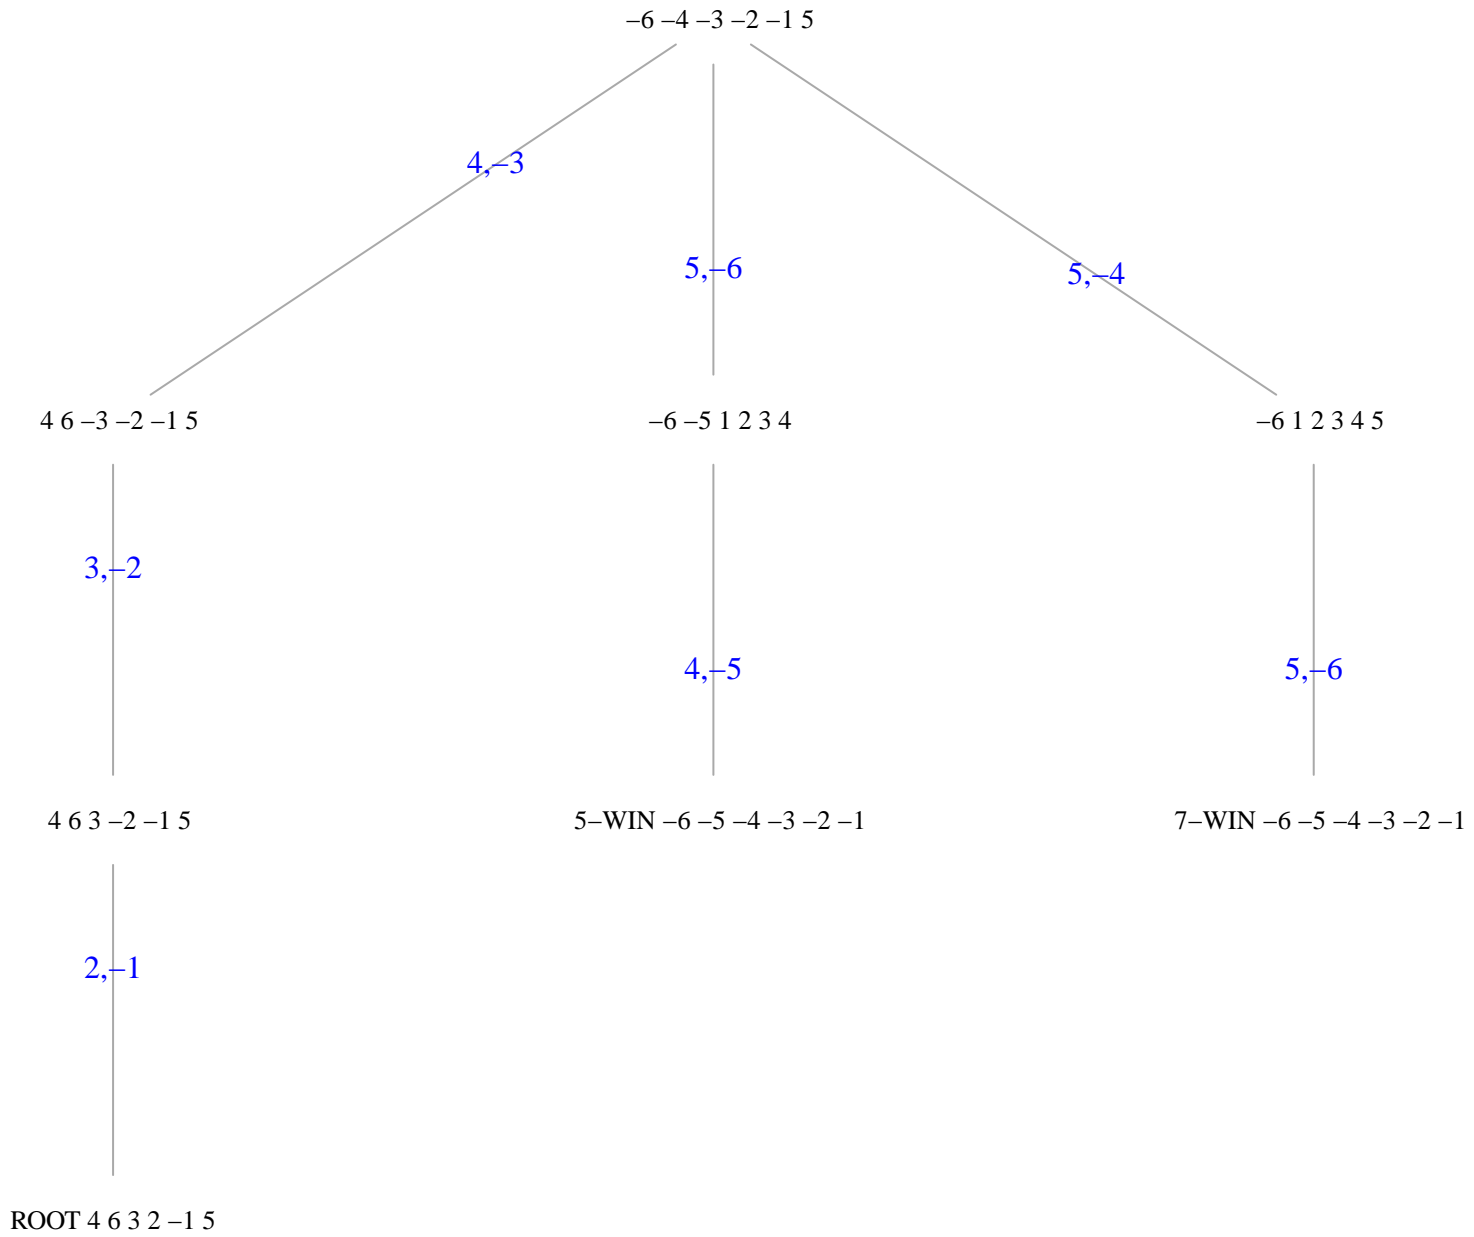 –6 –4 –3 –2 –1 5
4,–3
5,–6
5,–4
4 6 –3 –2 –1 5
–6 –5 1 2 3 4
–6 1 2 3 4 5
3,–2
4,–5
5,–6
4 6 3 –2 –1 5
5–WIN –6 –5 –4 –3 –2 –1
7–WIN –6 –5 –4 –3 –2 –1
2,–1
ROOT 4 6 3 2 –1 5